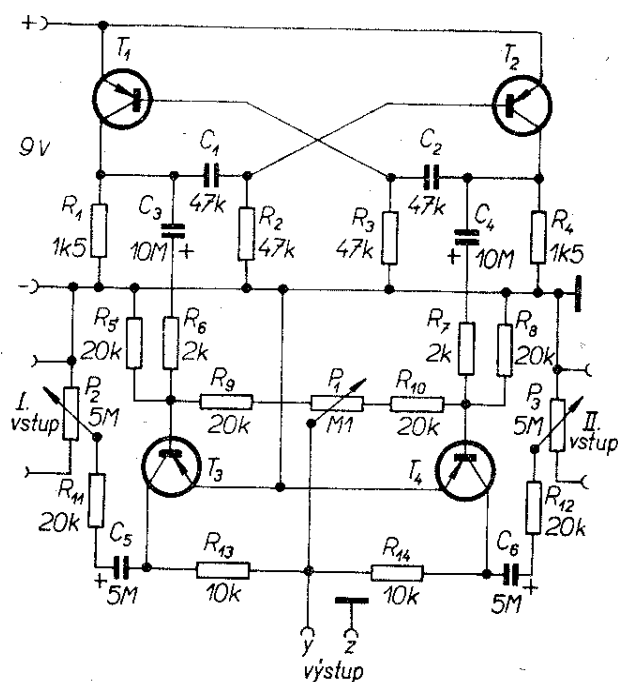 +
T₁
T₂
9V
C₁
47k
C₂
47k
R₁
1k5
C₃
10M
+
R₂
47k
R₃
47k
C₄
+
10M
R₄
1k5
-
R₅
20k
R₆
2k
R₇
2k
R₈
20k
I.
vstup
P₂
5M
R₉
20k
P₁
M1
R₁₀
20k
P₃
5M
II.
vstup
T₃
T₄
R₁₁
20k
R₁₂
20k
C₅
+
5M
R₁₃
10k
R₁₄
10k
C₆
+
5M
y
z
výstup